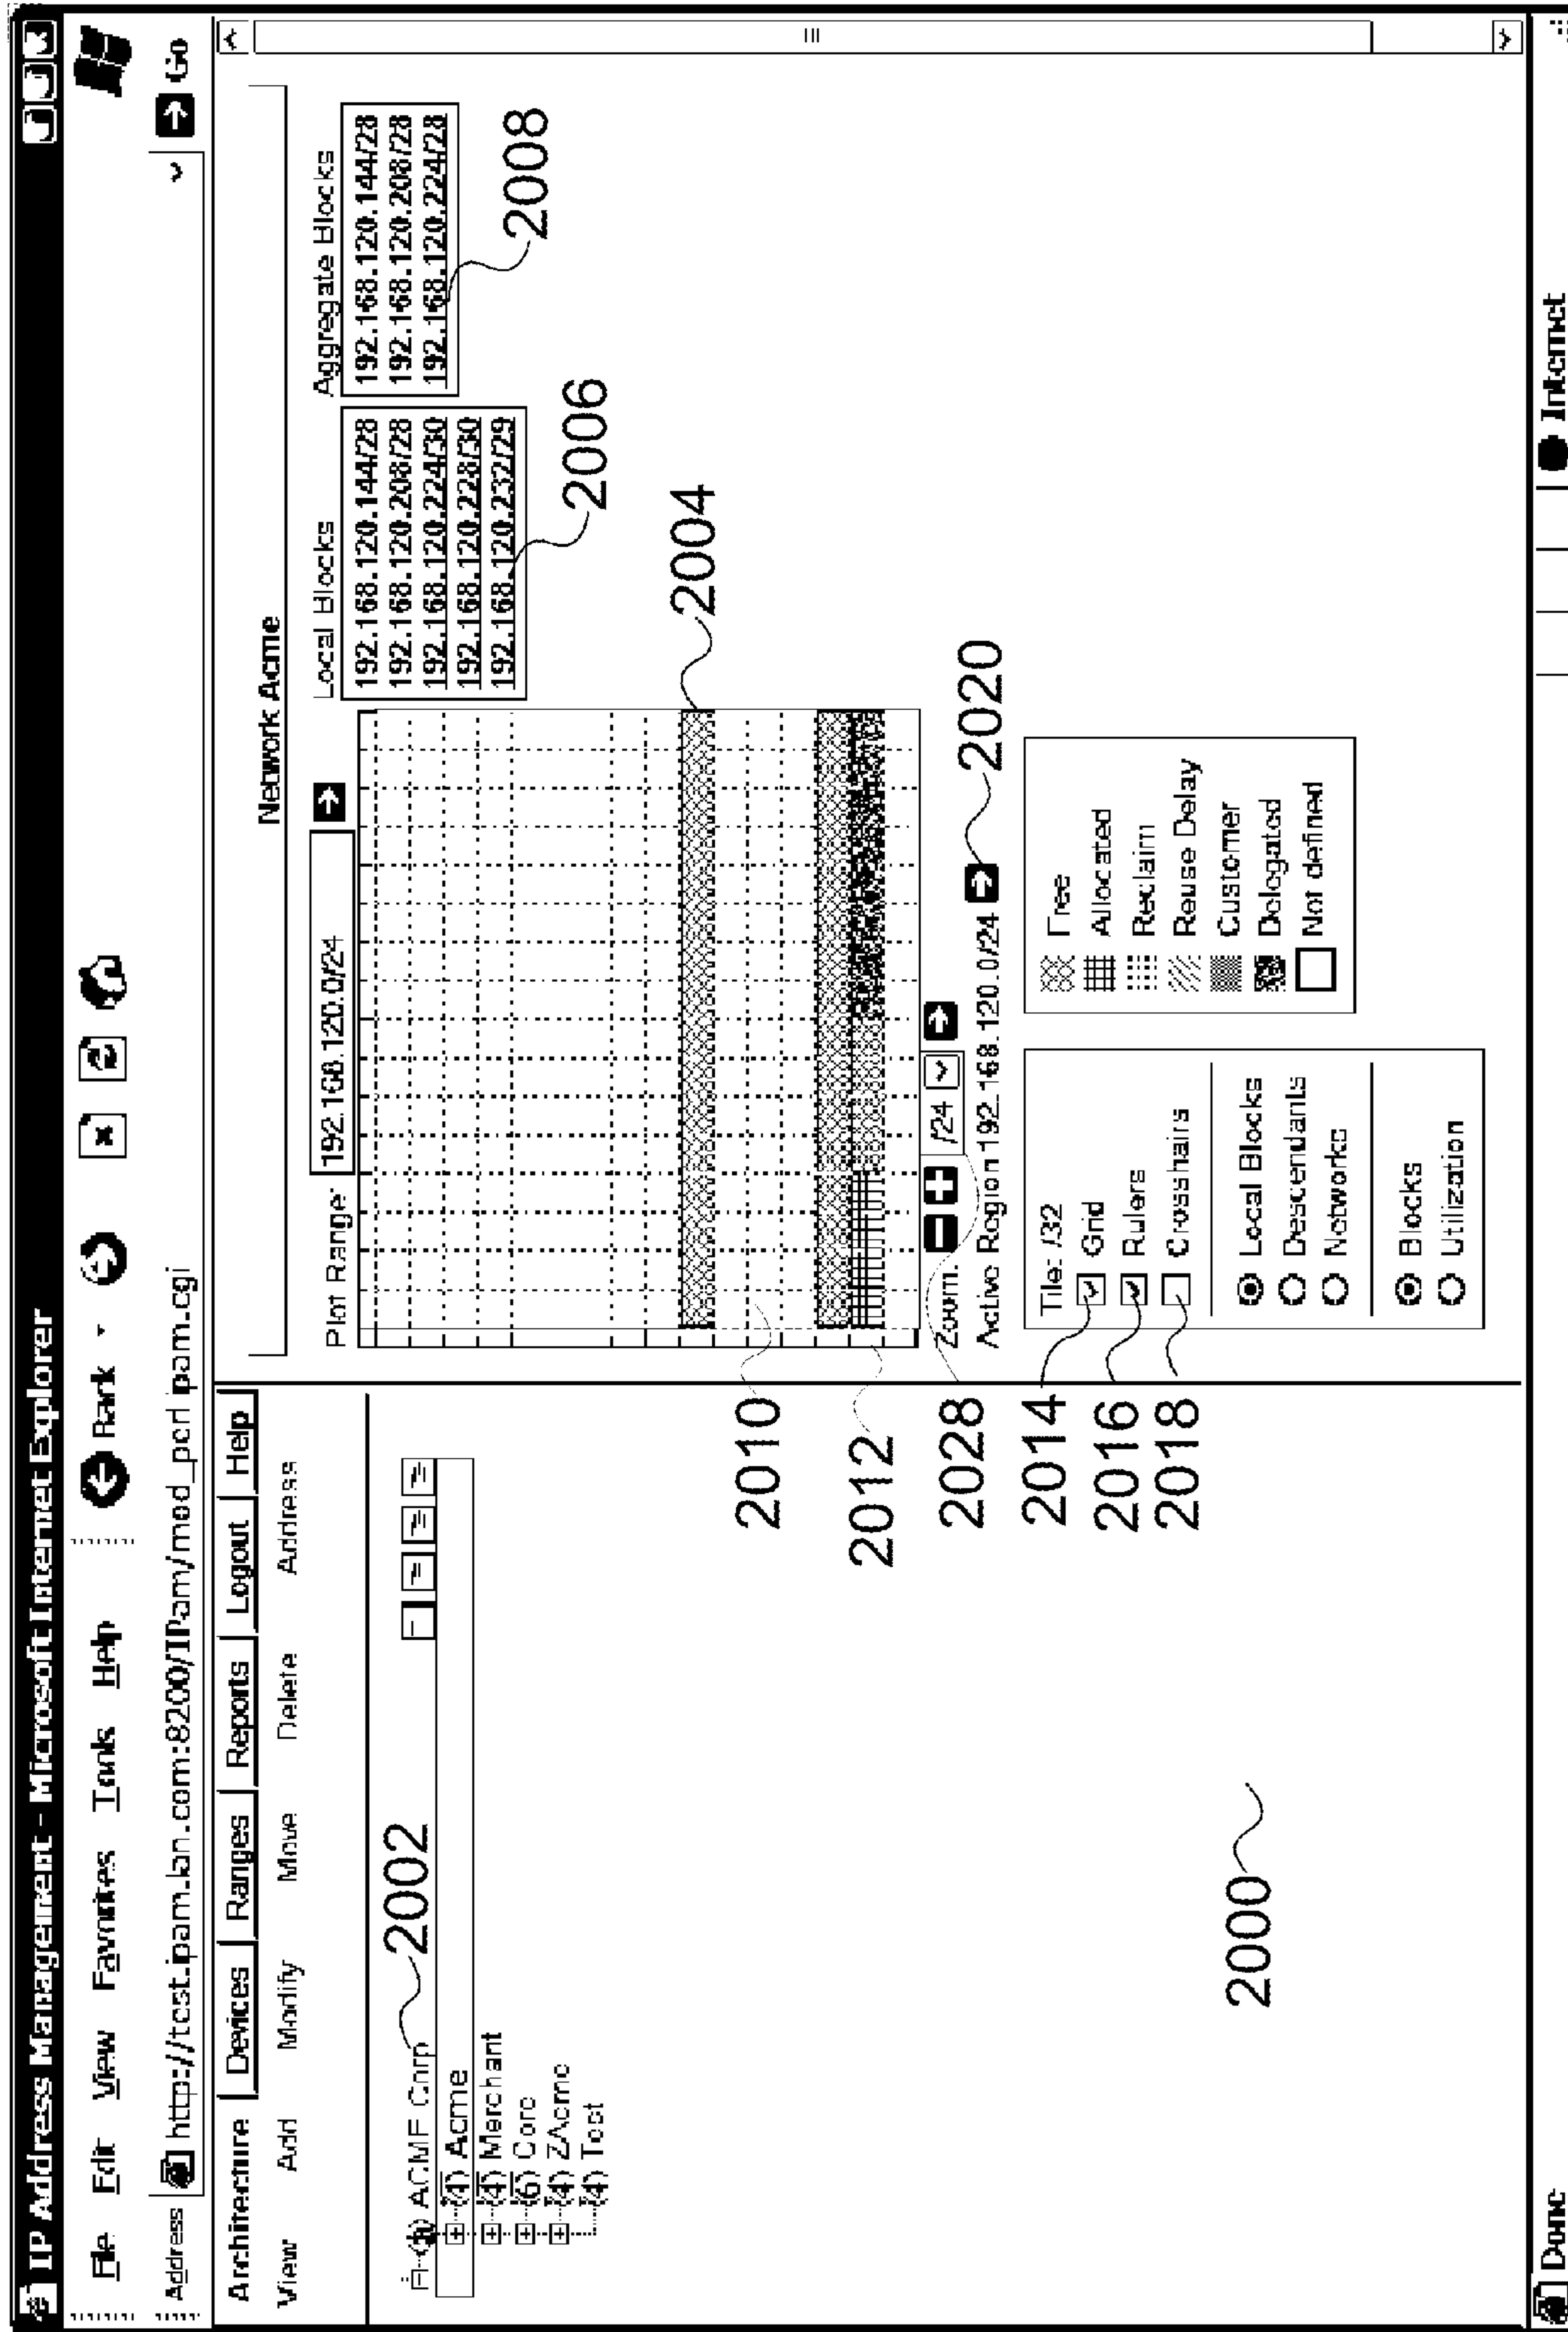 IP Address Management - Microsoft Internet Explorer
File Edit View Favorites Tools Help
Back
Address http://test.ipam.lan.com:8200/IPam/mod_perl ipam.cgi
Go
Architecture Devices Ranges Reports Logout Help
View Add Modify Move Delete Address
ACME Corp
2002
(4) Acme
(4) Merchant
(6) Core
(4) ZAcme
(4) Test
2000
Network Acme
Plot Range 192.168.120.0/24
Local Blocks
192.168.120.144/28
192.168.120.208/28
192.168.120.224/30
192.168.120.228/30
192.168.120.232/29
2006
Aggregate Blocks
192.168.120.144/28
192.168.120.208/28
192.168.120.224/28
2008
2004
2010
2012
2028
Zoom. /24
Active Region 192.168.120.0/24
2020
2014
2016
2018
Tile: /32
Grid
Rulers
Crosshairs
Local Blocks
Descendants
Networks
Blocks
Utilization
Free
Allocated
Reclaim
Reuse Delay
Customer
Delegated
Not defined
Done
Internet